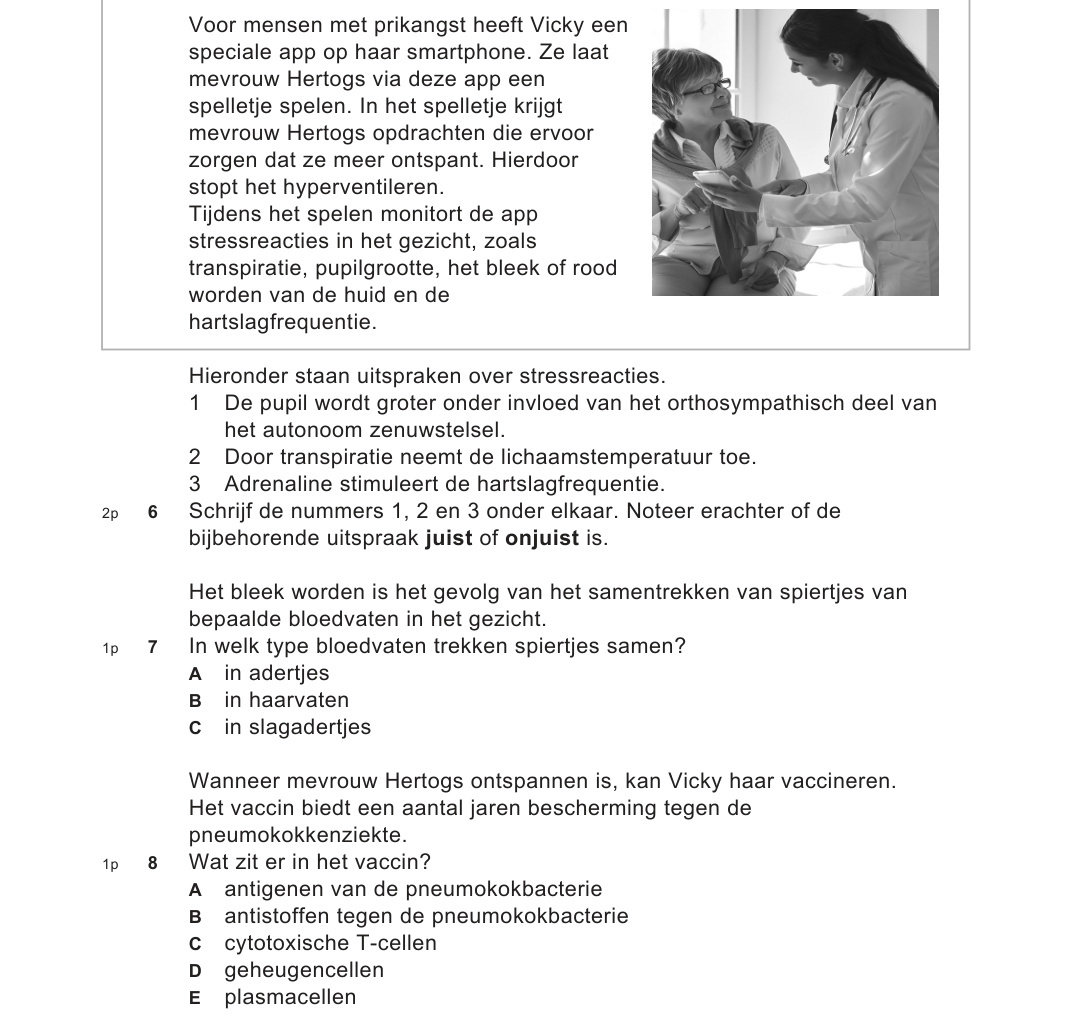 Voor mensen met prikangst heeft Vicky een
speciale app op haar smartphone. Ze laat
mevrouw Hertogs via deze app een
spelletje spelen. In het spelletje krijgt
mevrouw Hertogs opdrachten die ervoor
zorgen dat ze meer ontspant. Hierdoor
stopt het hyperventileren.
Tijdens het spelen monitort de app
stressreacties in het gezicht, zoals
transpiratie, pupilgrootte, het bleek of rood
worden van de huid en de
hartslagfrequentie.
Hieronder staan uitspraken over stressreacties.
1 De pupil wordt groter onder invloed van het orthosympathisch deel van
het autonoom zenuwstelsel.
2 Door transpiratie neemt de lichaamstemperatuur toe.
3 Adrenaline stimuleert de hartslagfrequentie.
2p 6 Schrijf de nummers 1, 2 en 3 onder elkaar. Noteer erachter of de
bijbehorende uitspraak juist of onjuist is.
Het bleek worden is het gevolg van het samentrekken van spiertjes van
bepaalde bloedvaten in het gezicht.
1p 7 In welk type bloedvaten trekken spiertjes samen?
A in adertjes
B in haarvaten
C in slagadertjes
Wanneer mevrouw Hertogs ontspannen is, kan Vicky haar vaccineren.
Het vaccin biedt een aantal jaren bescherming tegen de
pneumokokkenziekte.
1p 8 Wat zit er in het vaccin?
A antigenen van de pneumokokbacterie
B antistoffen tegen de pneumokokbacterie
C cytotoxische T-cellen
D geheugencellen
E plasmacellen